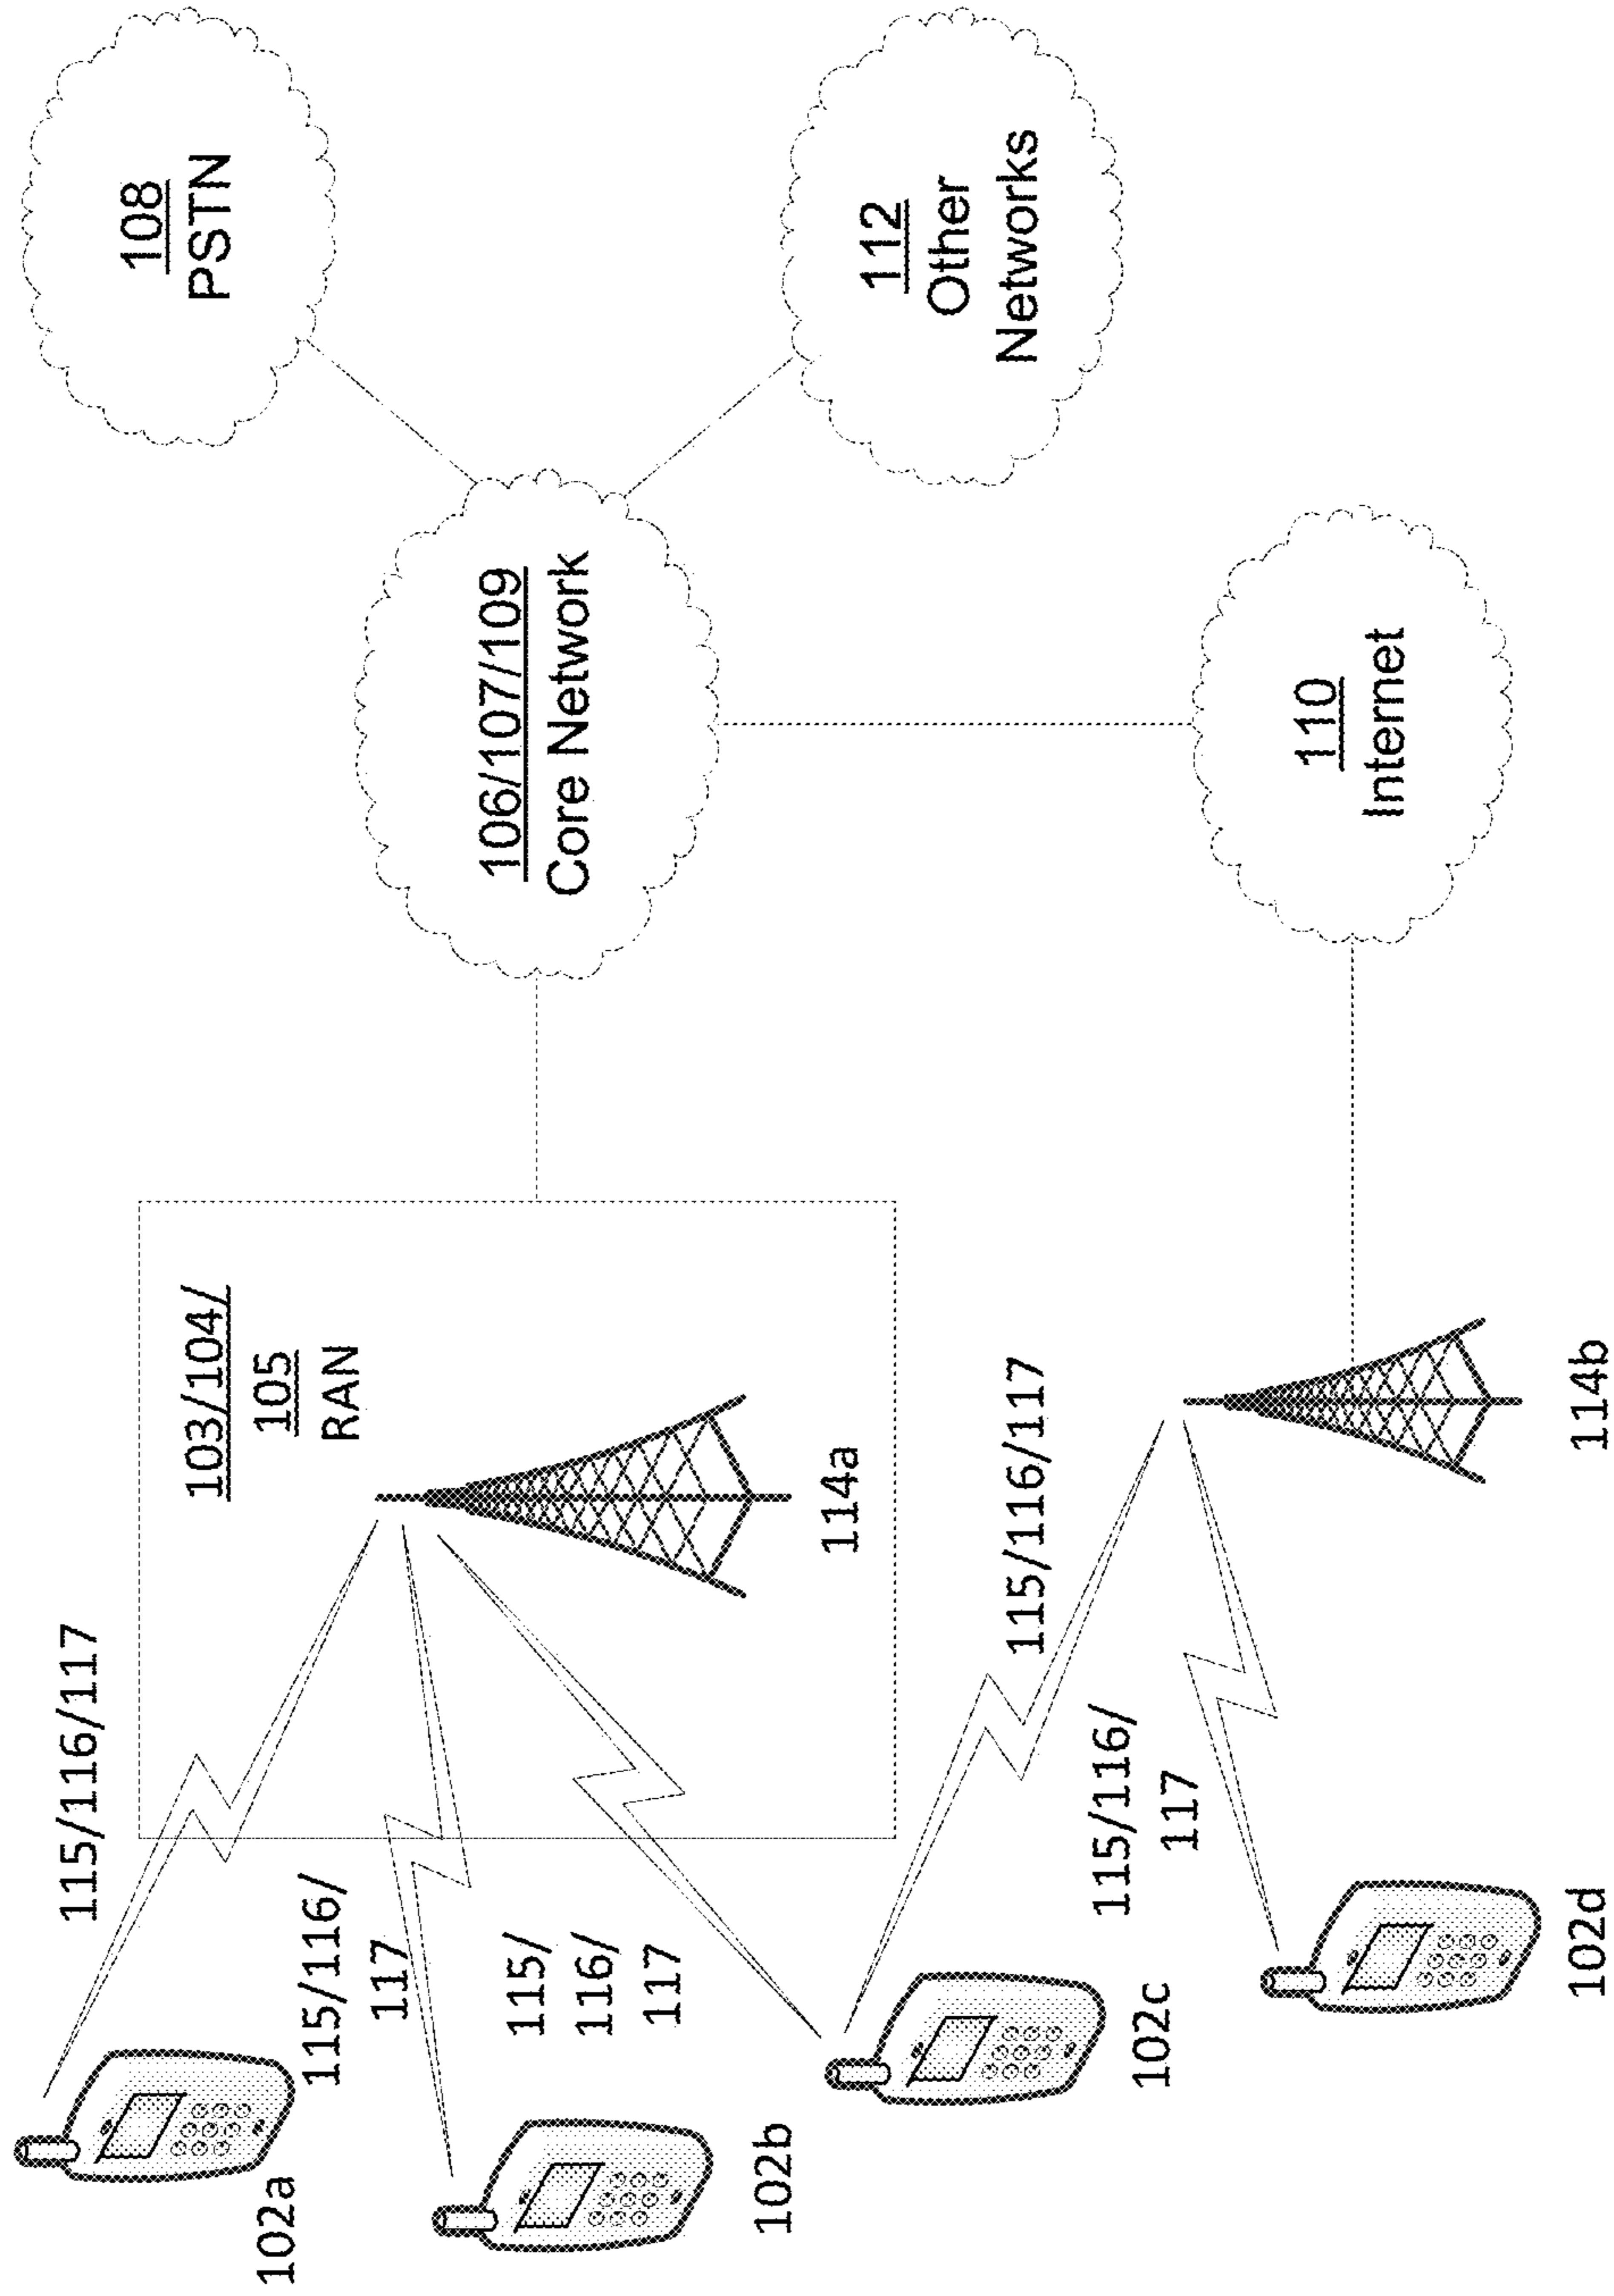 115/116/117
102a
103/104/
105
RAN
108
PSTN
115/116/
117
102b
106/107/109
Core Network
115/
116/
117
114a
112
Other
Networks
102c
115/116/117
115/116/
117
102d
114b
110
Internet